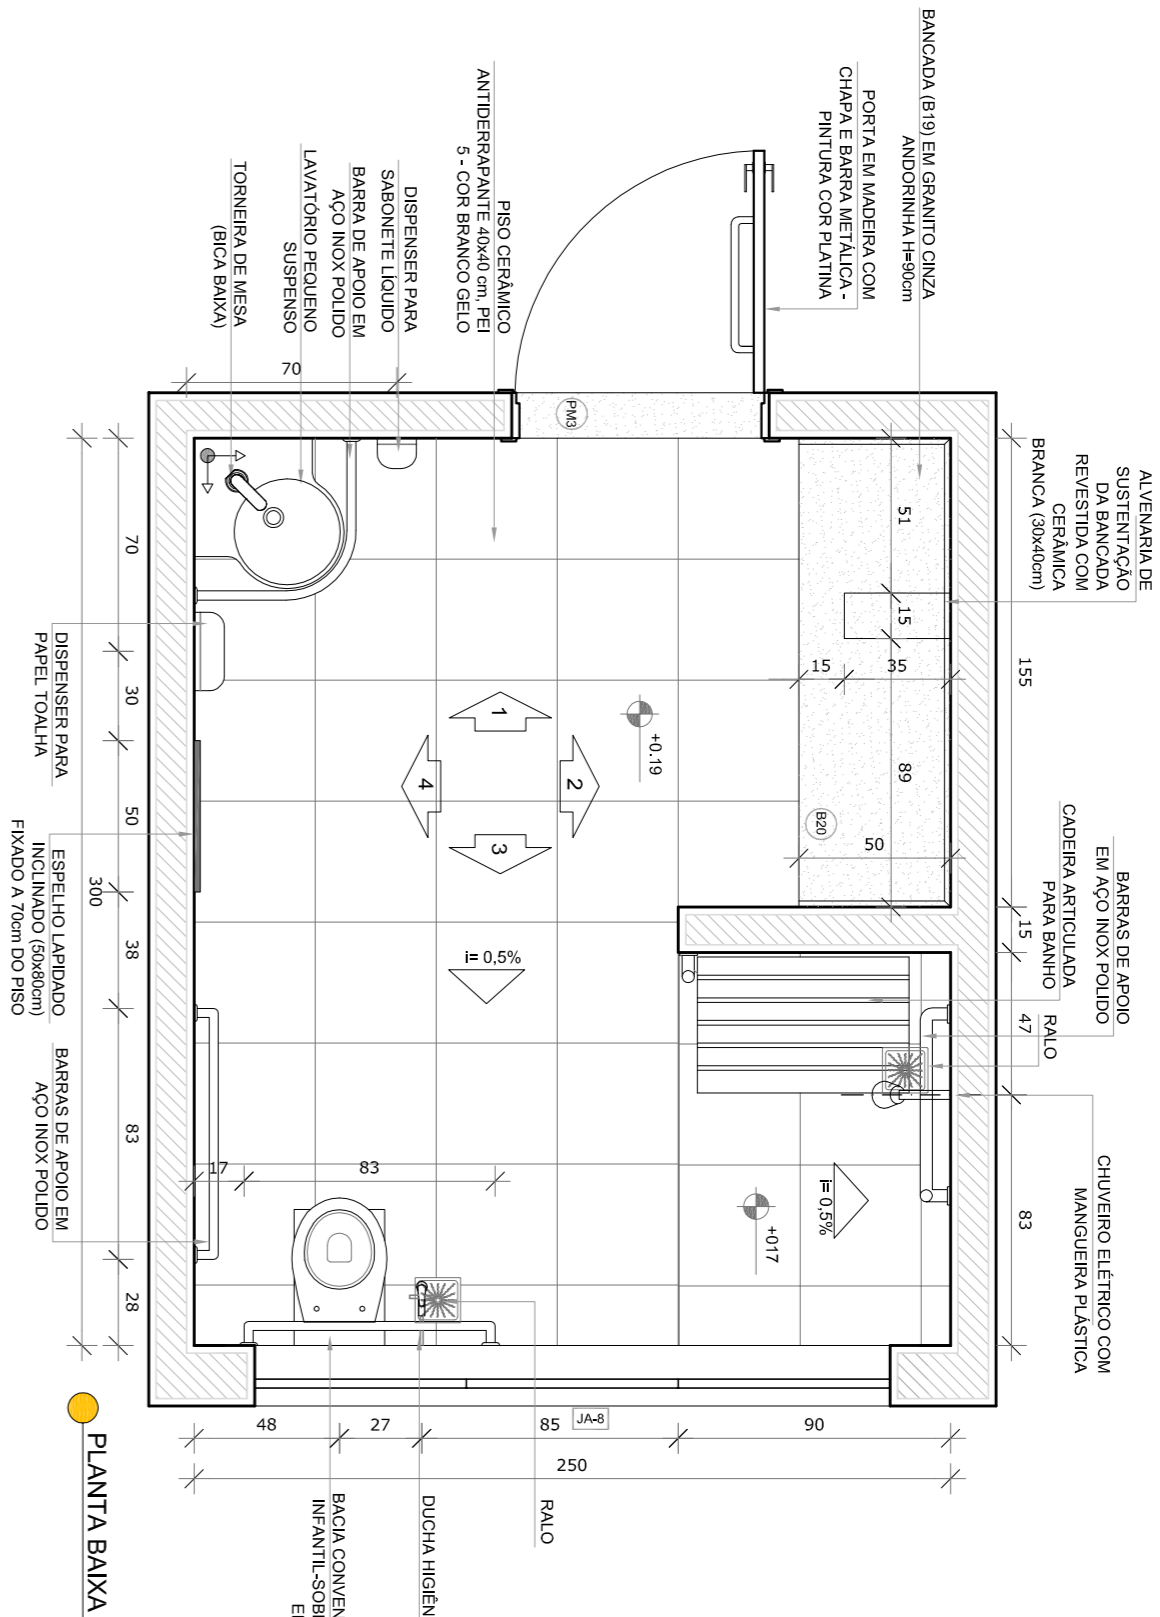 BANCADA (B19) EM GRANITO CINZA
ANDORINHA H=90cm
PORTA EM MADEIRA COM
CHAPA E BARRA METÁLICA -
PINTURA COR PLATINA
PISO CERÂMICO
ANTIDERRAPANTE 40x40 cm, PEI
5 - COR BRANCO GELO
DISPENSER PARA
SABONETE LÍQUIDO
BARRA DE APOIO EM
AÇO INOX POLIDO
LAVATÓRIO PEQUENO
SUSPENSO
TORNEIRA DE MESA
(BICA BAIXA)
ALVENARIA DE
SUSTENTAÇÃO
DA BANCADA
REVESTIDA COM
CERÂMICA
BRANCA (30x40cm)
155
CADEIRA ARTICULADA
PARA BANHO
BARRAS DE APOIO
EM AÇO INOX POLIDO
15
RALO
47
CHUVEIRO ELÉTRICO COM
MANGUEIRA PLÁSTICA
83
70
PM3
51
15
15
35
89
50
B20
+0.19
1
2
3
4
i= 0,5%
i= 0,5%
+017
17
83
70
30
50
38
83
28
300
DISPENSER PARA
PAPEL TOALHA
ESPELHO LAPIDADO
INCLINADO (50x80cm)
FIXADO A 70cm DO PISO
BARRAS DE APOIO EM
AÇO INOX POLIDO
48
27
85
JA-8
90
250
RALO
DUCHA HIGIÊN
BACIA CONVEN
INFANTIL-SOB
PLANTA BAIXA